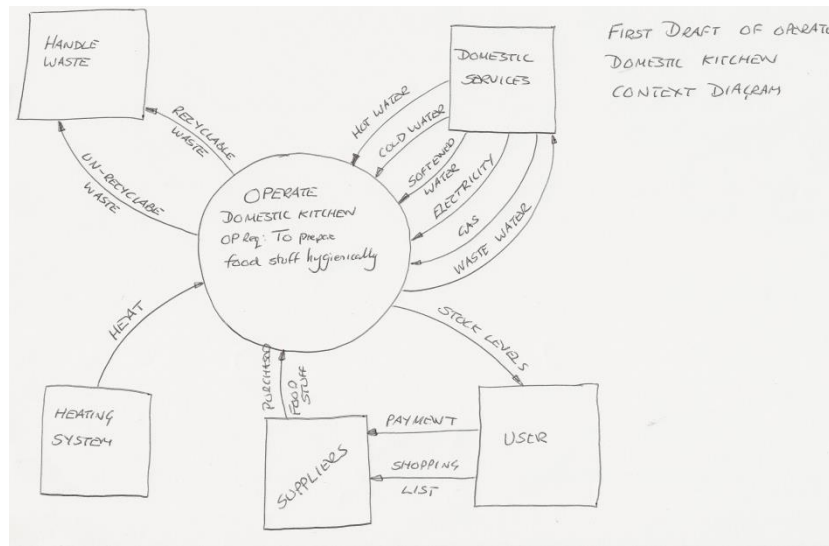 FIRST DRAFT OF OPERATE
DOMESTIC KITCHEN
CONTEXT DIAGRAM
HANDLE
WASTE
DOMESTIC
SERVICES
RECYCLABLE
WASTE
UN-RECYCLABE
WASTE
HOT WATER
COLD WATER
SOFTENED
WATER
ELECTRICITY
GAS
WASTE WATER
OPERATE
DOMESTIC KITCHEN
OP Req: To prepare
food stuff hygienically
HEAT
STOCK LEVELS
PURCHASED
FOOD
STUFF
HEATING
SYSTEM
SUPPLIERS
PAYMENT
SHOPPING
LIST
USER